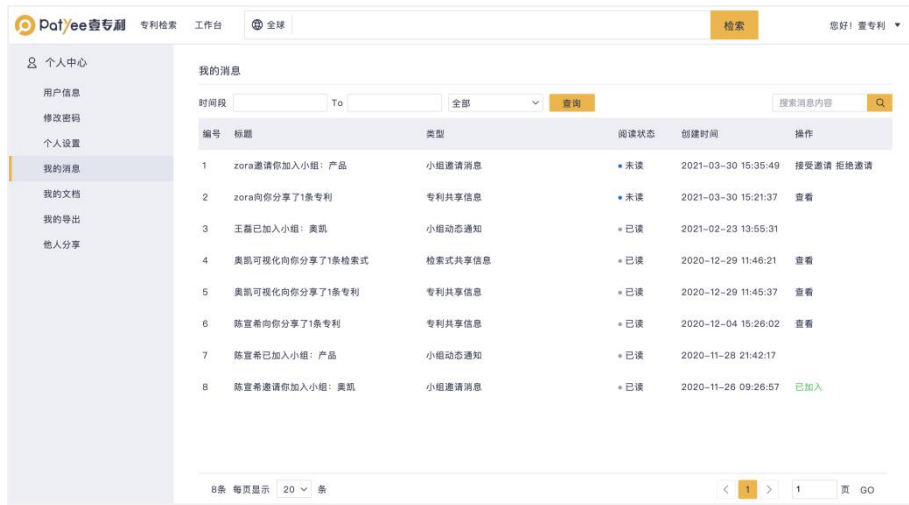 Patyee壹专利 专利检索 工作台 全球 检索 您好！壹专利
个人中心
用户信息
修改密码
个人设置
我的消息
我的文档
我的导出
他人分享
我的消息
时间段 To 全部 查询 搜索消息内容
编号 标题 类型 阅读状态 创建时间 操作
1 zora邀请你加入小组：产品 小组邀请消息 未读 2021-03-30 15:35:49 接受邀请 拒绝邀请
2 zora向你分享了1条专利 专利共享信息 未读 2021-03-30 15:21:37 查看
3 王磊已加入小组：奥凯 小组动态通知 已读 2021-02-23 13:55:31
4 奥凯可视化向你分享了1条检索式 检索式共享信息 已读 2020-12-29 11:46:21 查看
5 奥凯可视化向你分享了1条专利 专利共享信息 已读 2020-12-29 11:45:37 查看
6 陈宣希向你分享了1条专利 专利共享信息 已读 2020-12-04 15:26:02 查看
7 陈宣希已加入小组：产品 小组动态通知 已读 2020-11-28 21:42:17
8 陈宣希邀请你加入小组：奥凯 小组邀请消息 已读 2020-11-26 09:26:57 已加入
8条 每页显示 20 条 1 1 页 GO